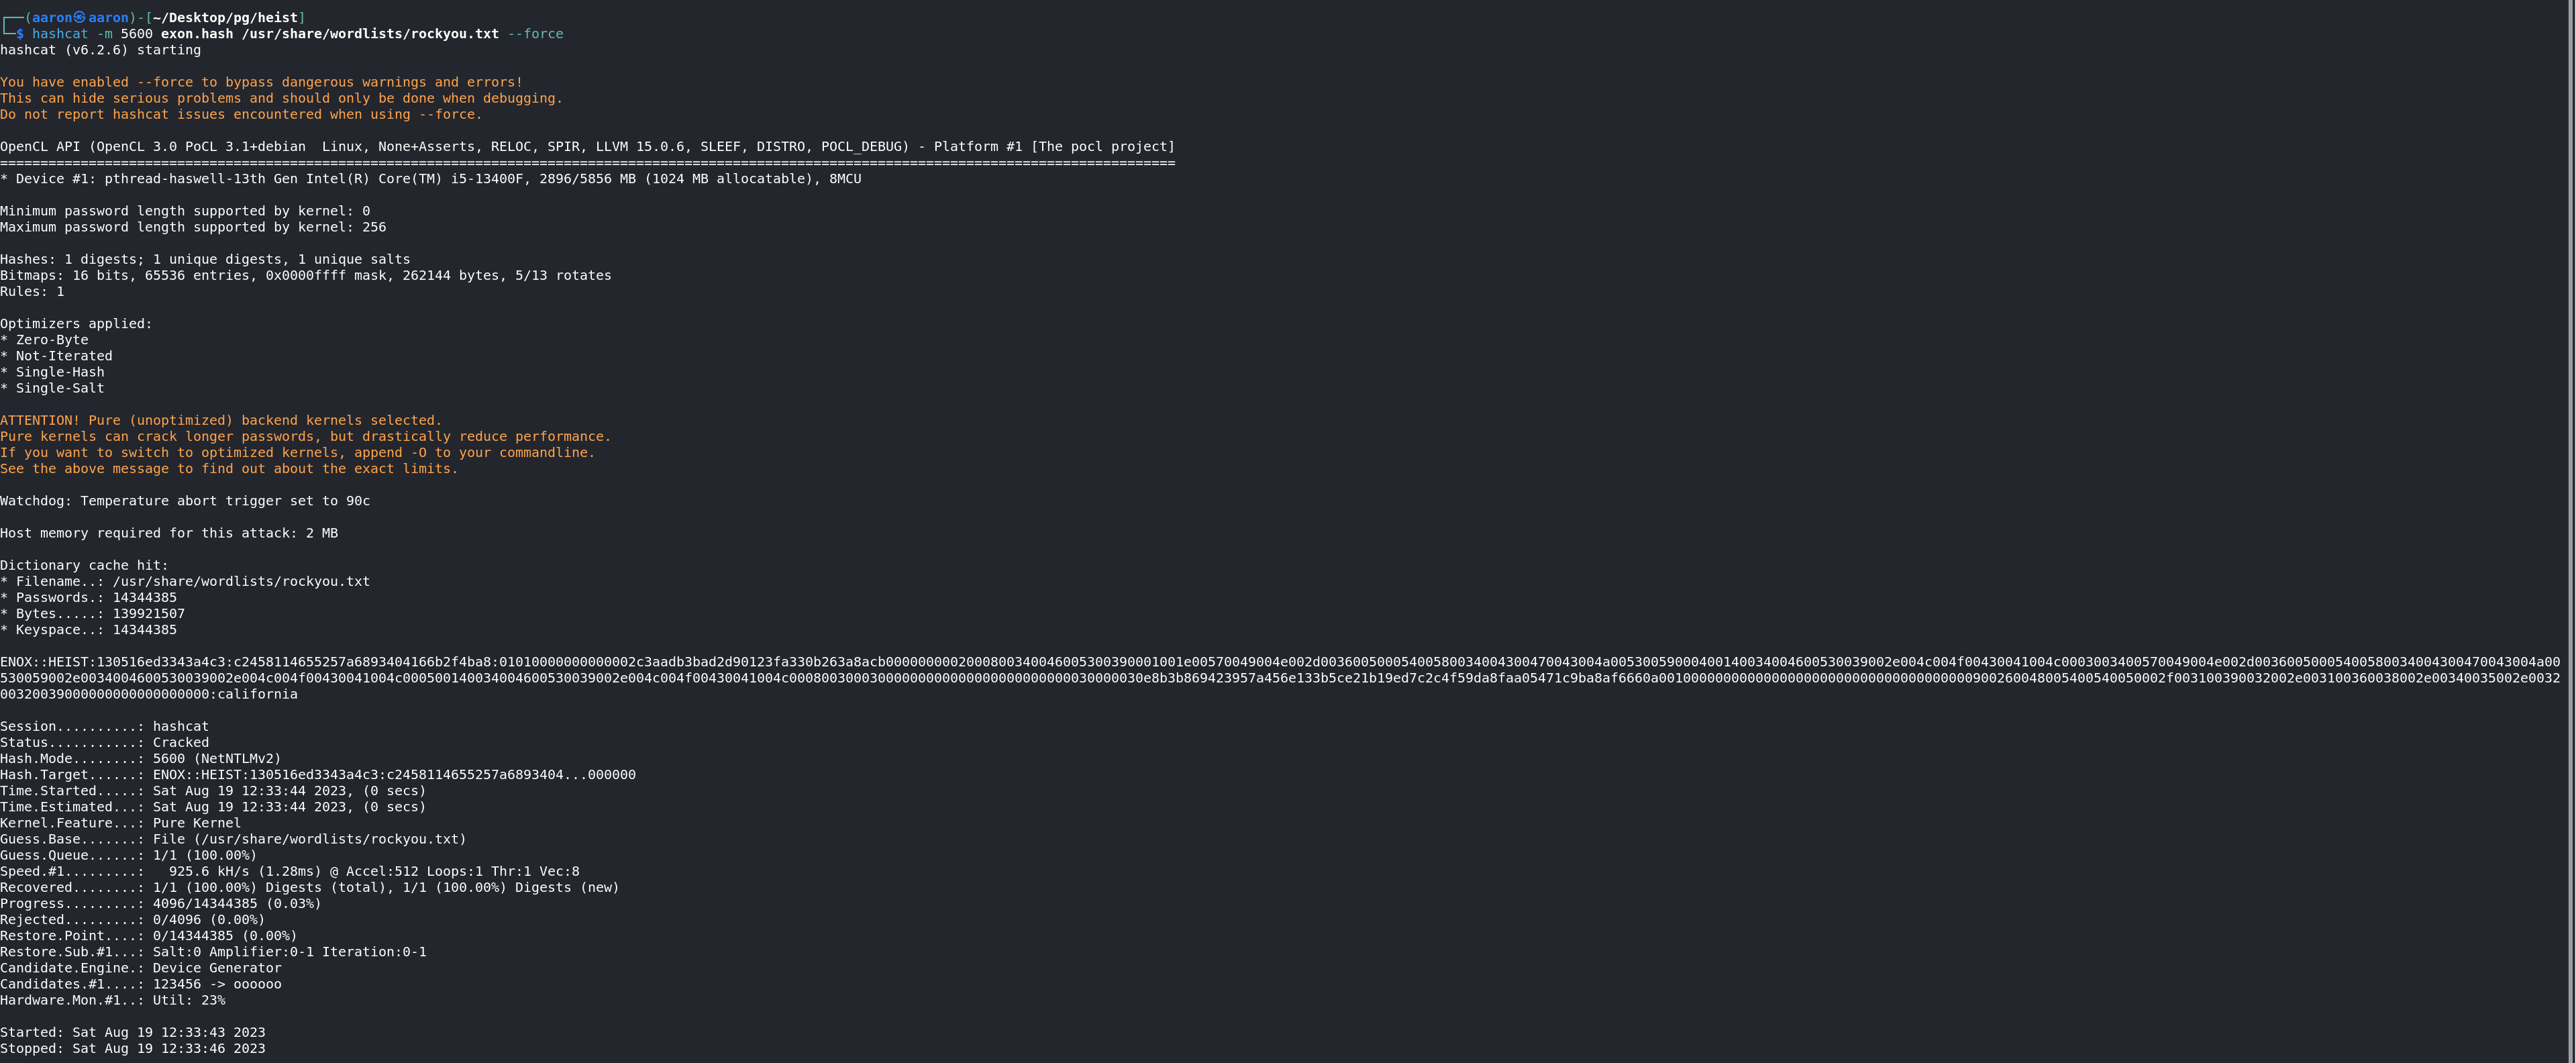 ┌──(aaron㉿aaron)-[~/Desktop/pg/heist]
└─$ hashcat -m 5600 exon.hash /usr/share/wordlists/rockyou.txt --force
hashcat (v6.2.6) starting
You have enabled --force to bypass dangerous warnings and errors!
This can hide serious problems and should only be done when debugging.
Do not report hashcat issues encountered when using --force.
OpenCL API (OpenCL 3.0 PoCL 3.1+debian  Linux, None+Asserts, RELOC, SPIR, LLVM 15.0.6, SLEEF, DISTRO, POCL_DEBUG) - Platform #1 [The pocl project]
* Device #1: pthread-haswell-13th Gen Intel(R) Core(TM) i5-13400F, 2896/5856 MB (1024 MB allocatable), 8MCU
Minimum password length supported by kernel: 0
Maximum password length supported by kernel: 256
Hashes: 1 digests; 1 unique digests, 1 unique salts
Bitmaps: 16 bits, 65536 entries, 0x0000ffff mask, 262144 bytes, 5/13 rotates
Rules: 1
Optimizers applied:
* Zero-Byte
* Not-Iterated
* Single-Hash
* Single-Salt
ATTENTION! Pure (unoptimized) backend kernels selected.
Pure kernels can crack longer passwords, but drastically reduce performance.
If you want to switch to optimized kernels, append -O to your commandline.
See the above message to find out about the exact limits.
Watchdog: Temperature abort trigger set to 90c
Host memory required for this attack: 2 MB
Dictionary cache hit:
* Filename..: /usr/share/wordlists/rockyou.txt
* Passwords.: 14344385
* Bytes.....: 139921507
* Keyspace..: 14344385
:california
Session..........: hashcat
Status...........: Cracked
Hash.Mode........: 5600 (NetNTLMv2)
Hash.Target......: ENOX::HEIST:130516ed3343a4c3:c2458114655257a6893404...000000
Time.Started.....: Sat Aug 19 12:33:44 2023, (0 secs)
Time.Estimated...: Sat Aug 19 12:33:44 2023, (0 secs)
Kernel.Feature...: Pure Kernel
Guess.Base.......: File (/usr/share/wordlists/rockyou.txt)
Guess.Queue......: 1/1 (100.00%)
Speed.#1.........:   925.6 kH/s (1.28ms) @ Accel:512 Loops:1 Thr:1 Vec:8
Recovered........: 1/1 (100.00%) Digests (total), 1/1 (100.00%) Digests (new)
Progress.........: 4096/14344385 (0.03%)
Rejected.........: 0/4096 (0.00%)
Restore.Point....: 0/14344385 (0.00%)
Restore.Sub.#1...: Salt:0 Amplifier:0-1 Iteration:0-1
Candidate.Engine.: Device Generator
Candidates.#1....: 123456 -> oooooo
Hardware.Mon.#1..: Util: 23%
Started: Sat Aug 19 12:33:43 2023
Stopped: Sat Aug 19 12:33:46 2023